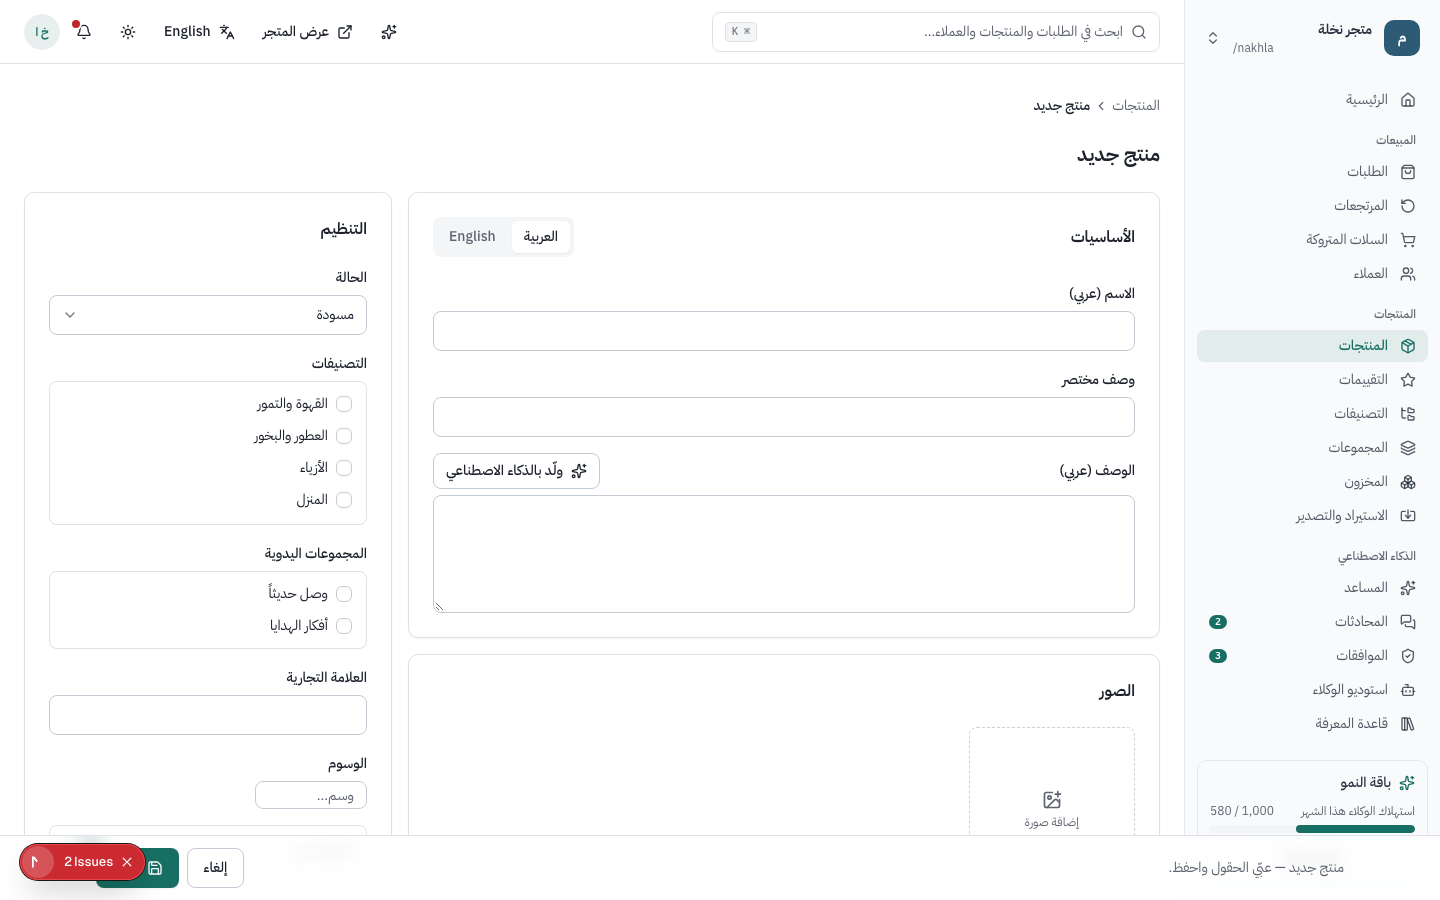 متجر نخلة
/nakhla
م
ابحث في الطلبات والمنتجات والعملاء...
⌘ K
عرض المتجر
English
خ ا
الرئيسية
المبيعات
الطلبات
المرتجعات
السلات المتروكة
العملاء
المنتجات
المنتجات
التقييمات
التصنيفات
المجموعات
المخزون
الاستيراد والتصدير
الذكاء الاصطناعي
المساعد
المحادثات
2
الموافقات
3
استوديو الوكلاء
قاعدة المعرفة
باقة النمو
استهلاك الوكلاء هذا الشهر
580 / 1,000
المنتجات
منتج جديد
منتج جديد
الأساسيات
العربية
English
الاسم (عربي)
وصف مختصر
الوصف (عربي)
ولّد بالذكاء الاصطناعي
الصور
إضافة صورة
التنظيم
الحالة
مسودة
التصنيفات
القهوة والتمور
العطور والبخور
الأزياء
المنزل
المجموعات اليدوية
وصل حديثاً
أفكار الهدايا
العلامة التجارية
الوسوم
وسم...
منتج جديد — عبّي الحقول واحفظ.
إلغاء
2 Issues